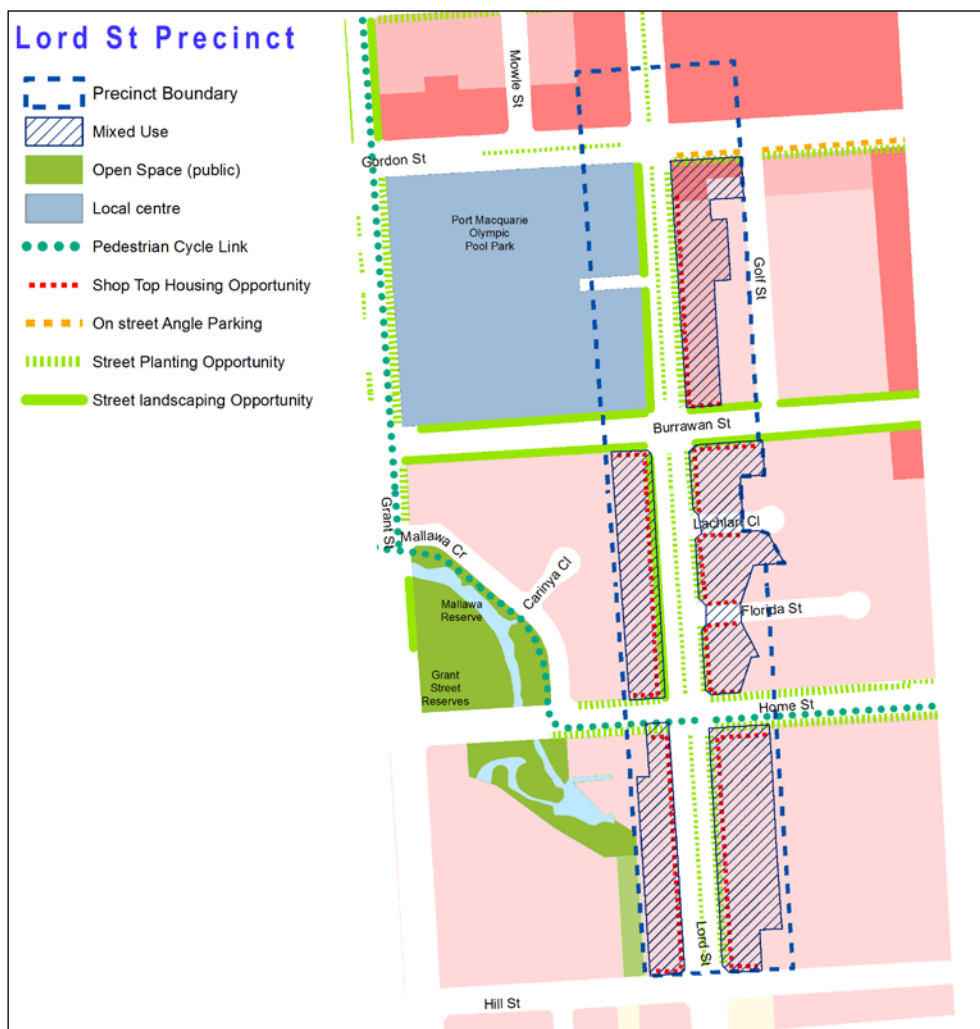 Lord St Precinct
Precinct Boundary
Mixed Use
Open Space (public)
Local centre
Pedestrian Cycle Link
Shop Top Housing Opportunity
On street Angle Parking
Street Planting Opportunity
Street landscaping Opportunity
Mowle St
Gordon St
Port Macquarie
Olympic
Pool Park
Golf St
Burrawan St
Grant St
Mallawa Cr
Carinya Cl
Lachlan Cl
Mallawa
Reserve
Florida St
Grant
Street
Reserves
Home St
Lord St
Hill St